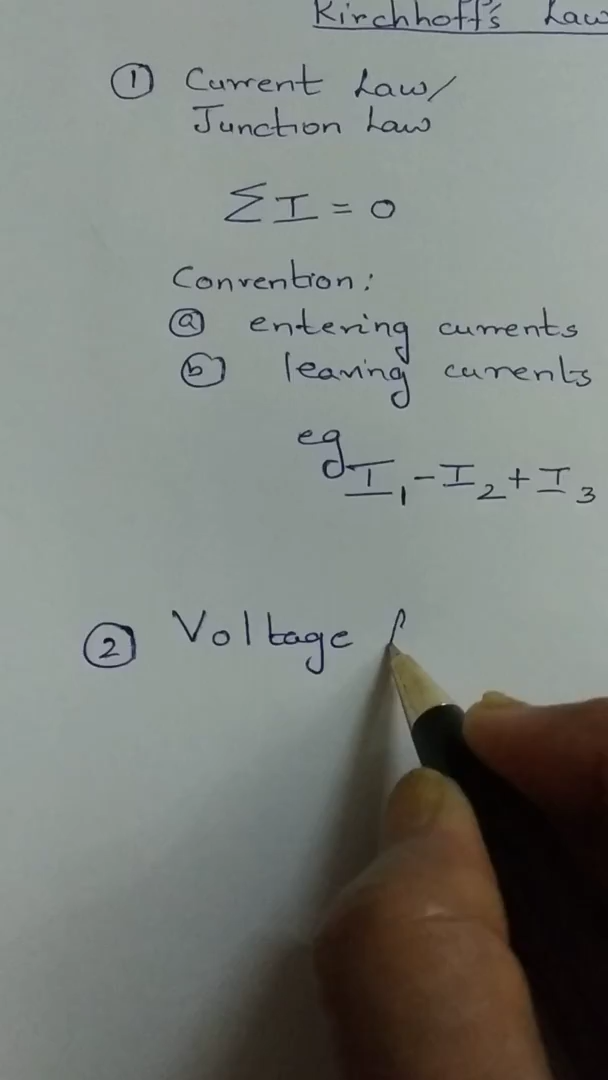 Kirchhoff's Law
① Current Law/
Junction Law
ΣI = 0
Convention:
ⓐ entering currents
ⓑ leaving currents
eg
I₁ - I₂ + I₃
② Voltage